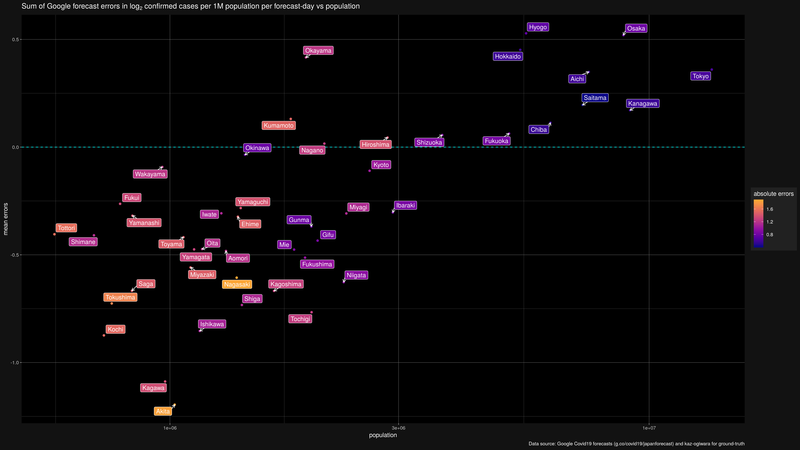 Sum of Google forecast errors in log2 confirmed cases per 1M population per forecast-day vs population
Hyogo
Osaka
Okayama
Hokkaido
Aichi
Tokyo
Saitama
Kanagawa
Kumamoto
Chiba
Okinawa
Nagano
Hiroshima
Shizuoka
Fukuoka
Kyoto
Wakayama
Fukui
Yamaguchi
Iwate
Miyagi
Ibaraki
Yamanashi
Ehime
Gunma
Tottori
Shimane
Toyama
Oita
Mie
Gifu
Yamagata
Aomori
Fukushima
Miyazaki
Niigata
Saga
Nagasaki
Kagoshima
Tokushima
Shiga
Kochi
Ishikawa
Tochigi
Kagawa
Akita
0.5
0.0
-0.5
-1.0
mean errors
1e+06
3e+06
1e+07
population
absolute errors
1.6
1.2
0.8
Data source: Google Covid19 forecasts (g.co/covid19/japanforecast) and kaz-ogiwara for ground-truth